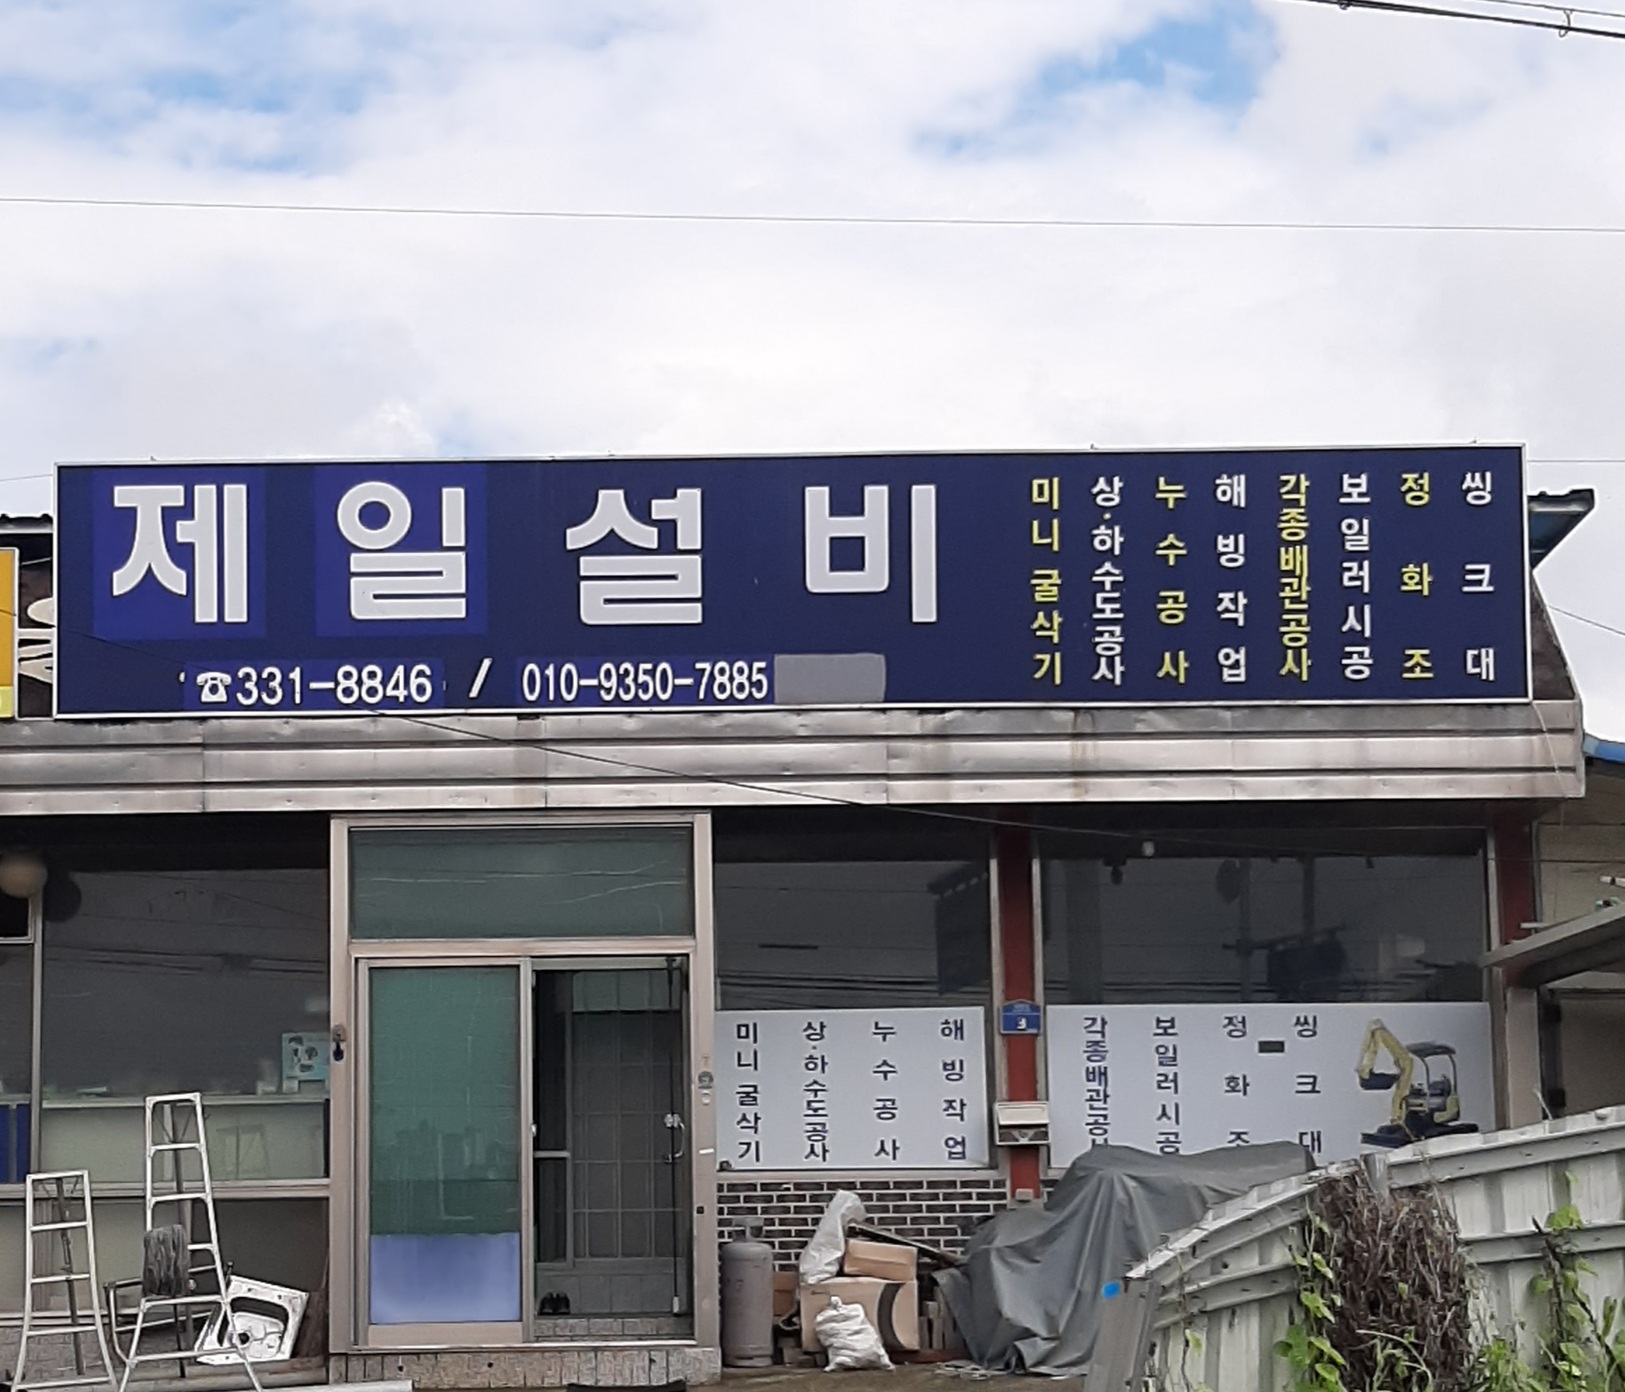 제일설비
☎331-8846 / 010-9350-7885
미니굴삭기
상·하수도공사
누수공사
해빙작업
각종배관공사
보일러시공
정화조
씽크대
미니굴삭기
상·하수도공사
누수공사
해빙작업
3
각종배관공사
보일러시공
정화조
씽크대